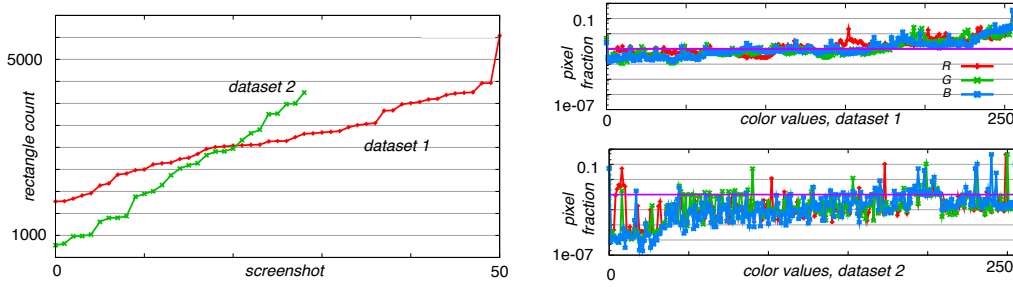 5000
rectangle count
1000
dataset 2
dataset 1
0
screenshot
50
0.1
pixel
fraction
1e-07
R
G
B
0
color values, dataset 1
250
0.1
pixel
fraction
1e-07
0
color values, dataset 2
250